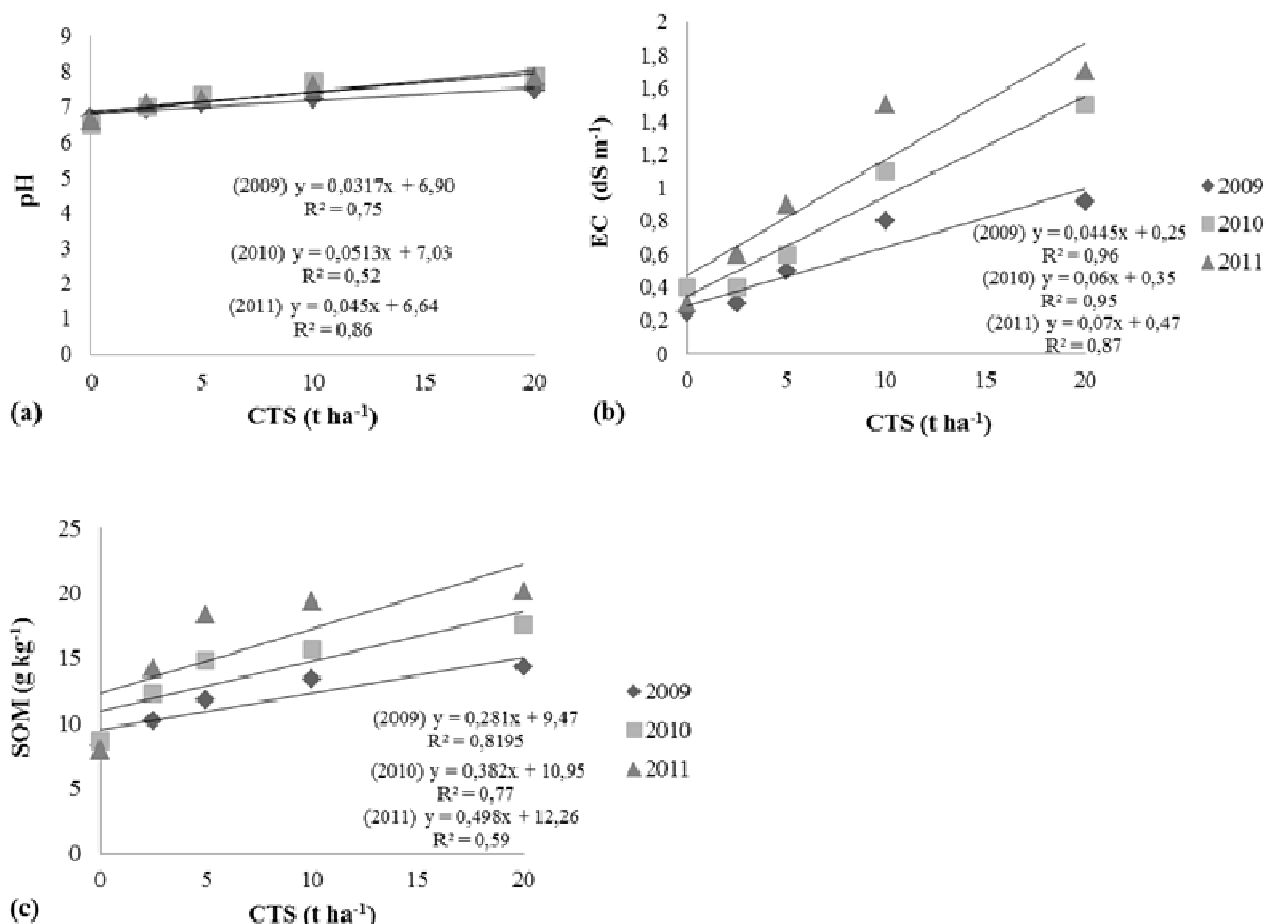 9
8
7
6
5
4
3
2
1
0
pH
(2009) y = 0,0317x + 6,90
R² = 0,75
(2010) y = 0,0513x + 7,03
R² = 0,52
(2011) y = 0,045x + 6,64
R² = 0,86
0 5 10 15 20
(a) CTS (t ha⁻¹)
2
1,8
1,6
1,4
1,2
1
0,8
0,6
0,4
0,2
0
EC (dS m⁻¹)
(2009) y = 0,0445x + 0,25
R² = 0,96
(2010) y = 0,06x + 0,35
R² = 0,95
(2011) y = 0,07x + 0,47
R² = 0,87
2009
2010
2011
0 5 10 15 20
(b) CTS (t ha⁻¹)
25
20
15
10
5
0
SOM (g kg⁻¹)
(2009) y = 0,281x + 9,47
R² = 0,8195
(2010) y = 0,382x + 10,95
R² = 0,77
(2011) y = 0,498x + 12,26
R² = 0,59
2009
2010
2011
0 5 10 15 20
(c) CTS (t ha⁻¹)